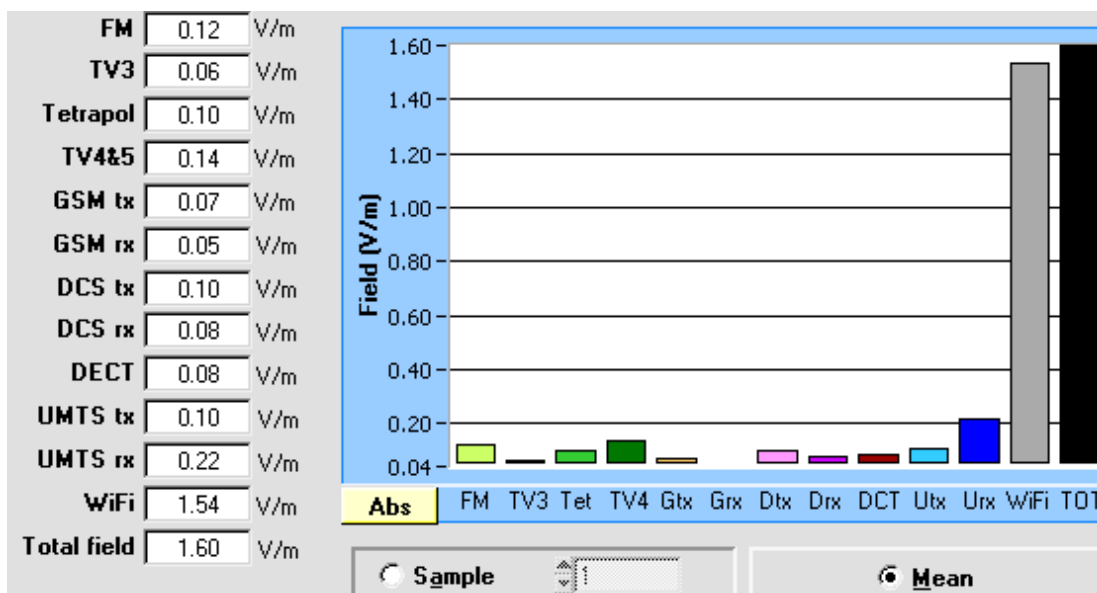 FM 0.12 V/m
TV3 0.06 V/m
Tetrapol 0.10 V/m
TV4&5 0.14 V/m
GSM tx 0.07 V/m
GSM rx 0.05 V/m
DCS tx 0.10 V/m
DCS rx 0.08 V/m
DECT 0.08 V/m
UMTS tx 0.10 V/m
UMTS rx 0.22 V/m
WiFi 1.54 V/m
Total field 1.60 V/m
Field (V/m)
1.60
1.40
1.20
1.00
0.80
0.60
0.40
0.20
0.04
Abs FM TV3 Tet TV4 Gtx Grx Dtx Drx DCT Utx Urx WiFi TOT
Sample 1 Mean